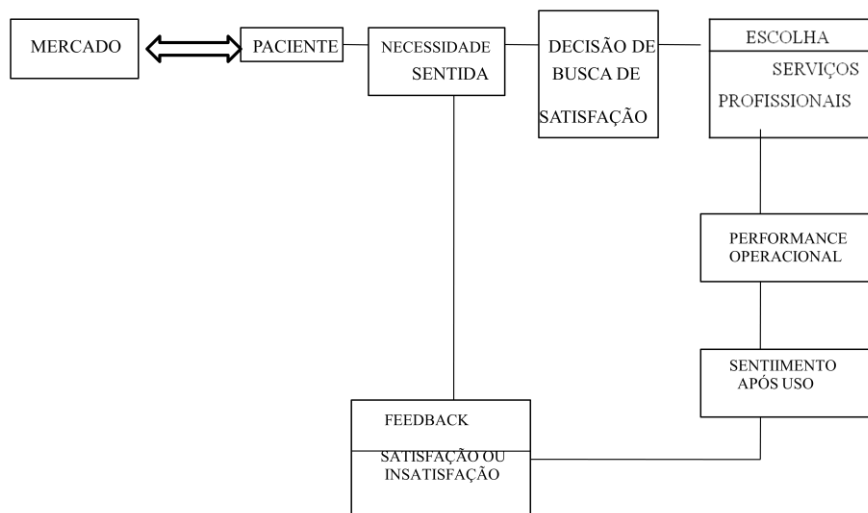 MERCADO
PACIENTE
NECESSIDADE
SENTIDA
DECISÃO DE
BUSCA DE
SATISFAÇÃO
ESCOLHA
SERVIÇOS
PROFISSIONAIS
PERFORMANCE
OPERACIONAL
SENTIIMENTO
APÓS USO
FEEDBACK
SATISFAÇÃO OU
INSATISFAÇÃO